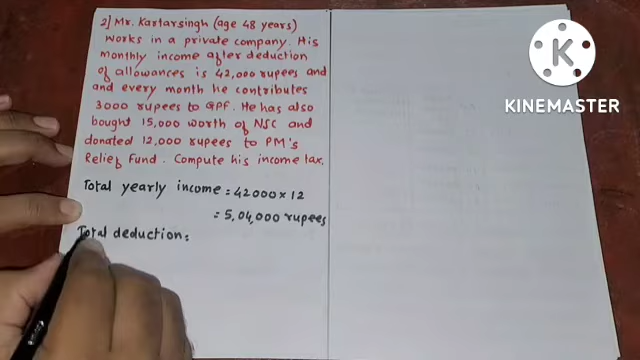 2] Mr. Kartarsingh (age 48 years)
works in a private company. His
monthly income after deduction
of allowances is 42,000 rupees and
and every month he contributes
3000 rupees to GPF. He has also
bought 15,000 worth of NSC and
donated 12,000 rupees to PM's
Relief Fund. Compute his income tax.
Total yearly income = 42000 × 12
= 5,04,000 rupees
Total deduction:
K
KINEMASTER